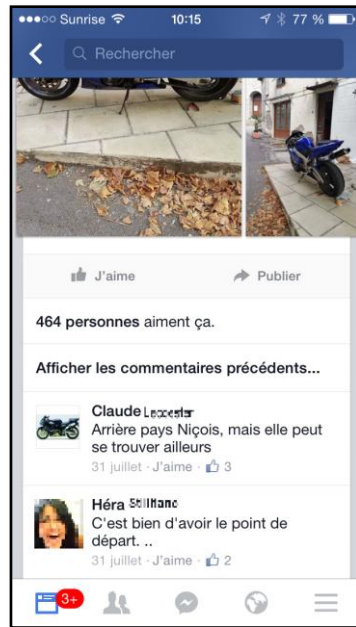 Sunrise 10:15 77 %
Rechercher
J'aime Publier
464 personnes aiment ça.
Afficher les commentaires précédents...
Claude
Arrière pays Niçois, mais elle peut
se trouver ailleurs
31 juillet · J'aime · 3
Héra
C'est bien d'avoir le point de
départ. ..
31 juillet · J'aime · 2
3+